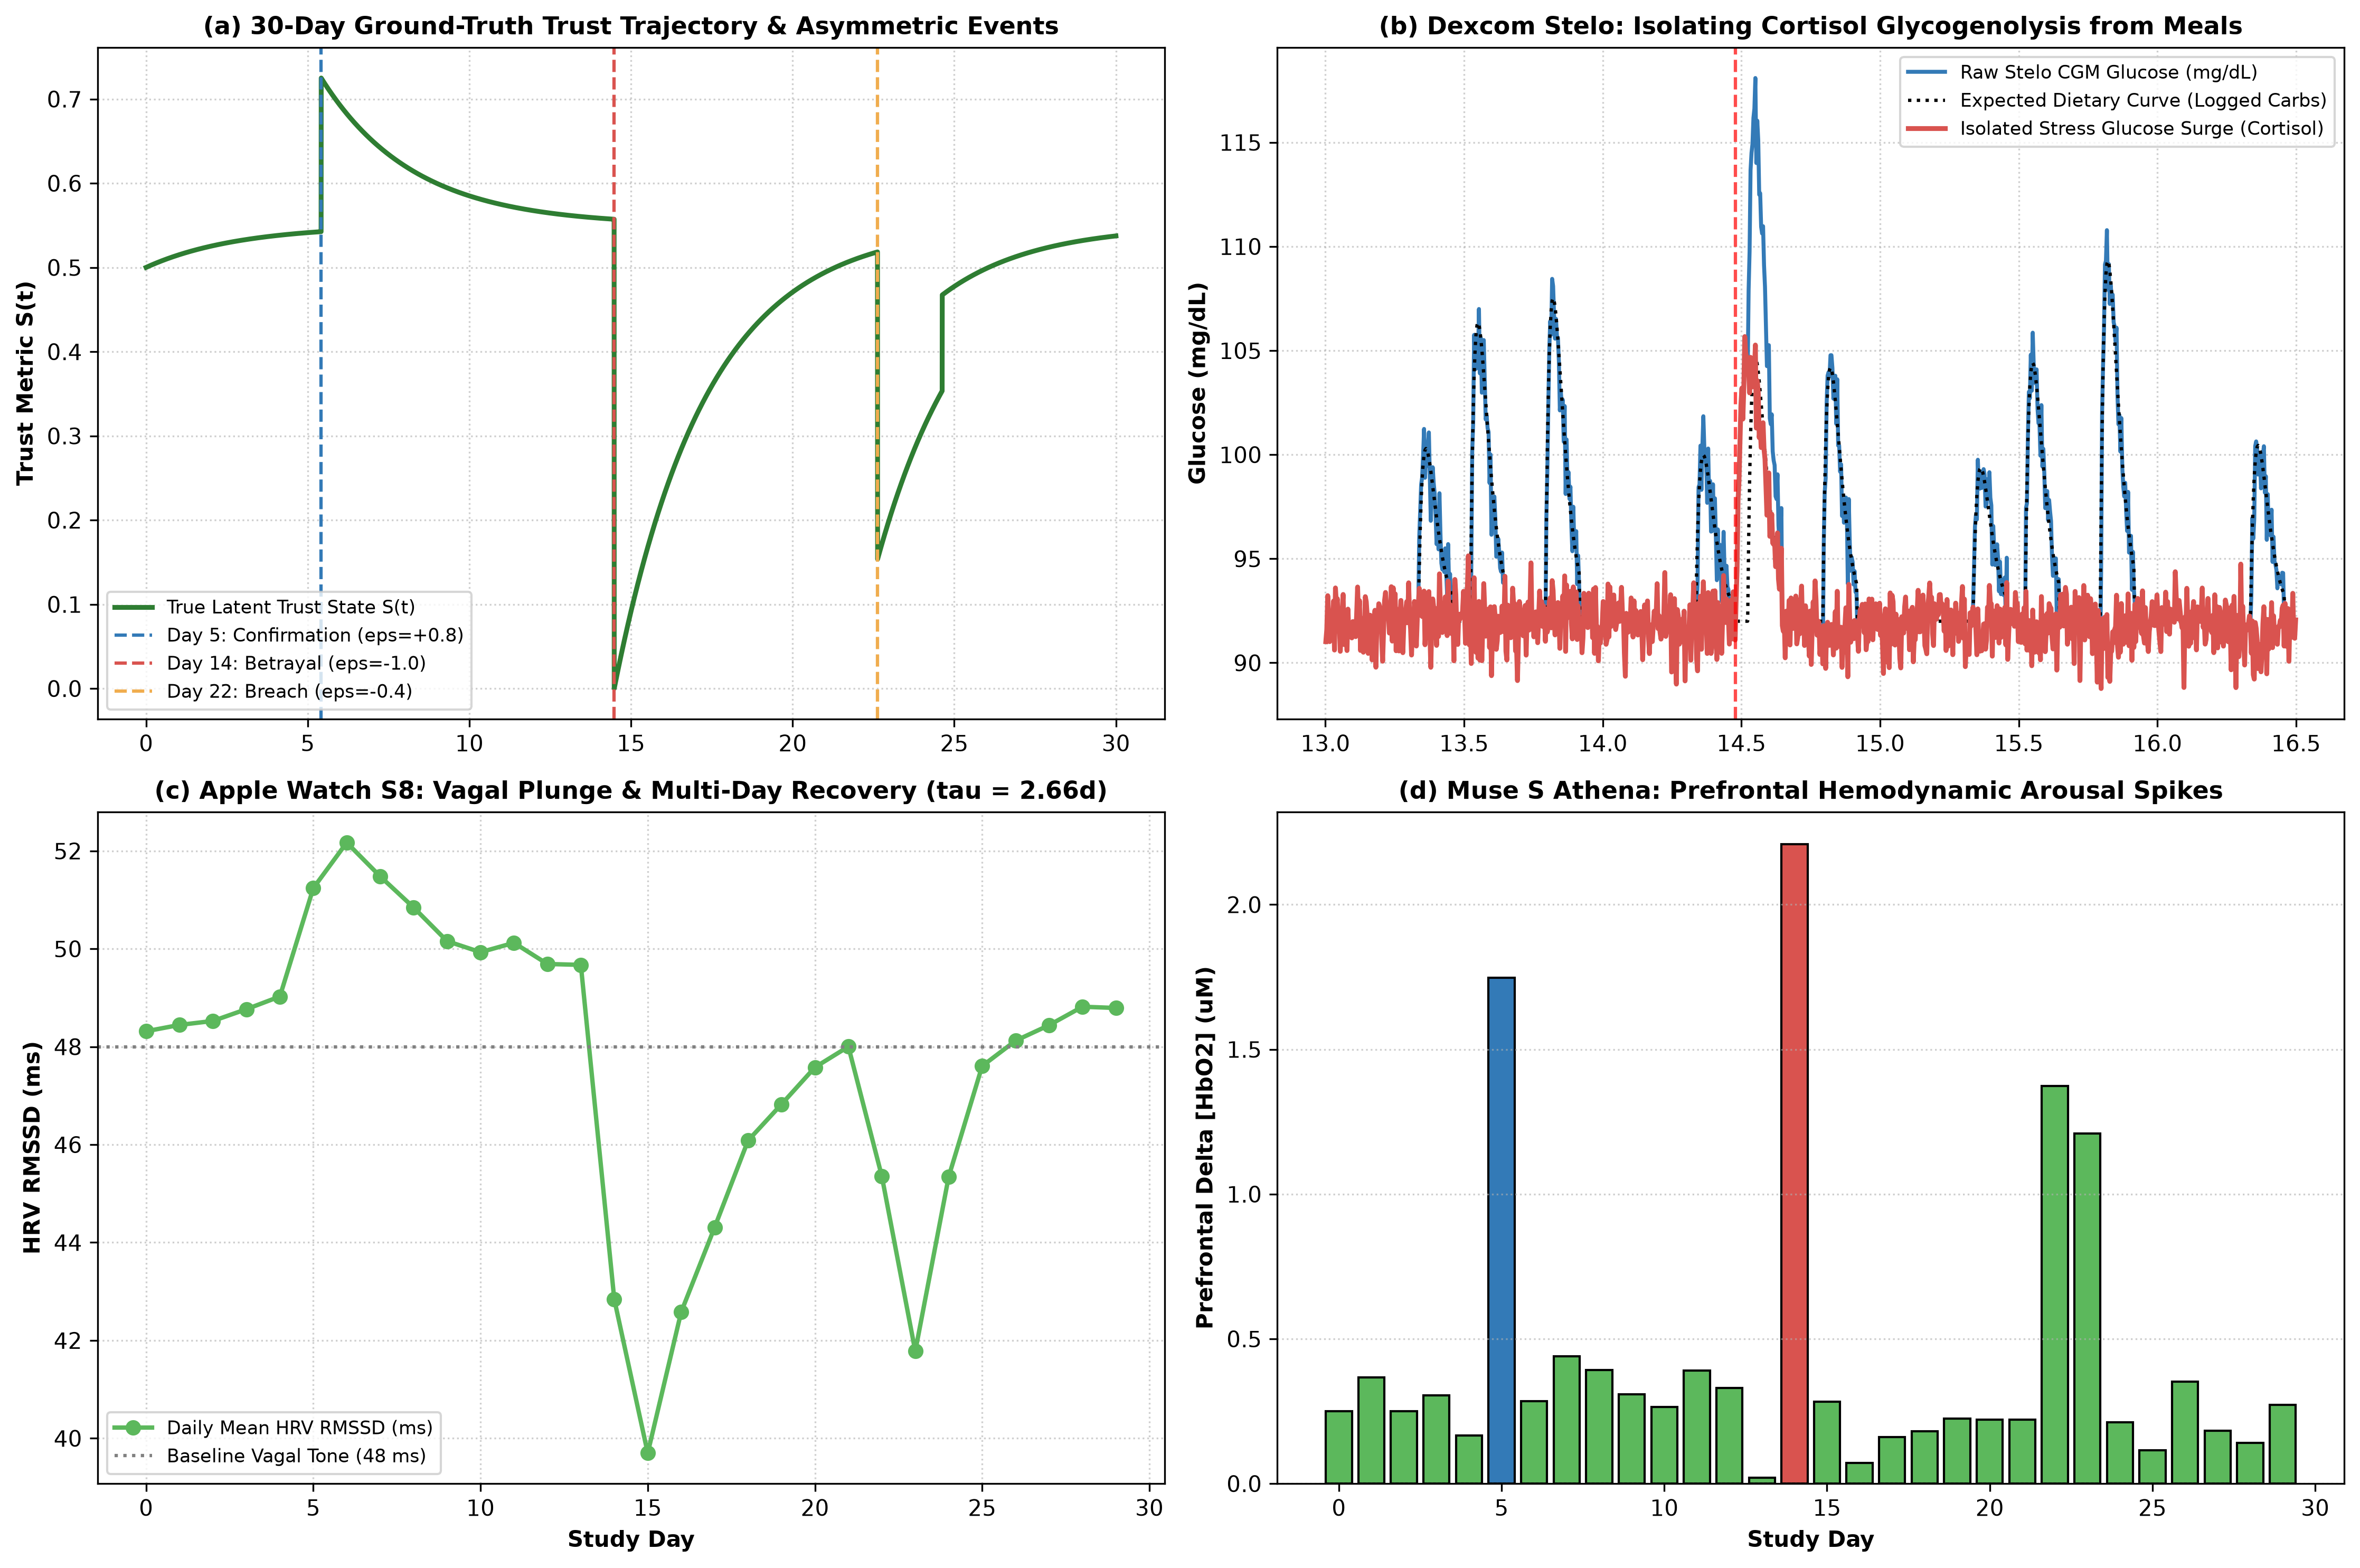 (a) 30-Day Ground-Truth Trust Trajectory & Asymmetric Events
Trust Metric S(t)
0.7
0.6
0.5
0.4
0.3
0.2
0.1
0.0
True Latent Trust State S(t)
Day 5: Confirmation (eps=+0.8)
Day 14: Betrayal (eps=-1.0)
Day 22: Breach (eps=-0.4)
0 5 10 15 20 25 30
(b) Dexcom Stelo: Isolating Cortisol Glycogenolysis from Meals
Glucose (mg/dL)
115
110
105
100
95
90
Raw Stelo CGM Glucose (mg/dL)
Expected Dietary Curve (Logged Carbs)
Isolated Stress Glucose Surge (Cortisol)
13.0 13.5 14.0 14.5 15.0 15.5 16.0 16.5
(c) Apple Watch S8: Vagal Plunge & Multi-Day Recovery (tau = 2.66d)
HRV RMSSD (ms)
52
50
48
46
44
42
40
Daily Mean HRV RMSSD (ms)
Baseline Vagal Tone (48 ms)
0 5 10 15 20 25 30
Study Day
(d) Muse S Athena: Prefrontal Hemodynamic Arousal Spikes
Prefrontal Delta [HbO2] (uM)
2.0
1.5
1.0
0.5
0.0
0 5 10 15 20 25 30
Study Day